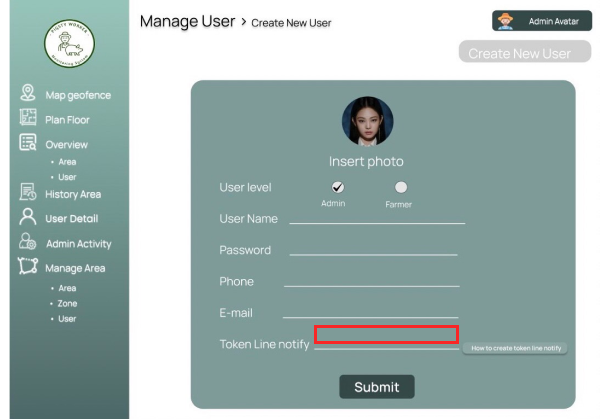 PIGSTY WORKER
Monitoring System
Manage User > Create New User
Admin Avatar
Create New User
Map geofence
Plan Floor
Overview
• Area
• User
History Area
User Detail
Admin Activity
Manage Area
• Area
• Zone
• User
Insert photo
User level
Admin
Farmer
User Name
Password
Phone
E-mail
Token Line notify
How to create token line notify
Submit